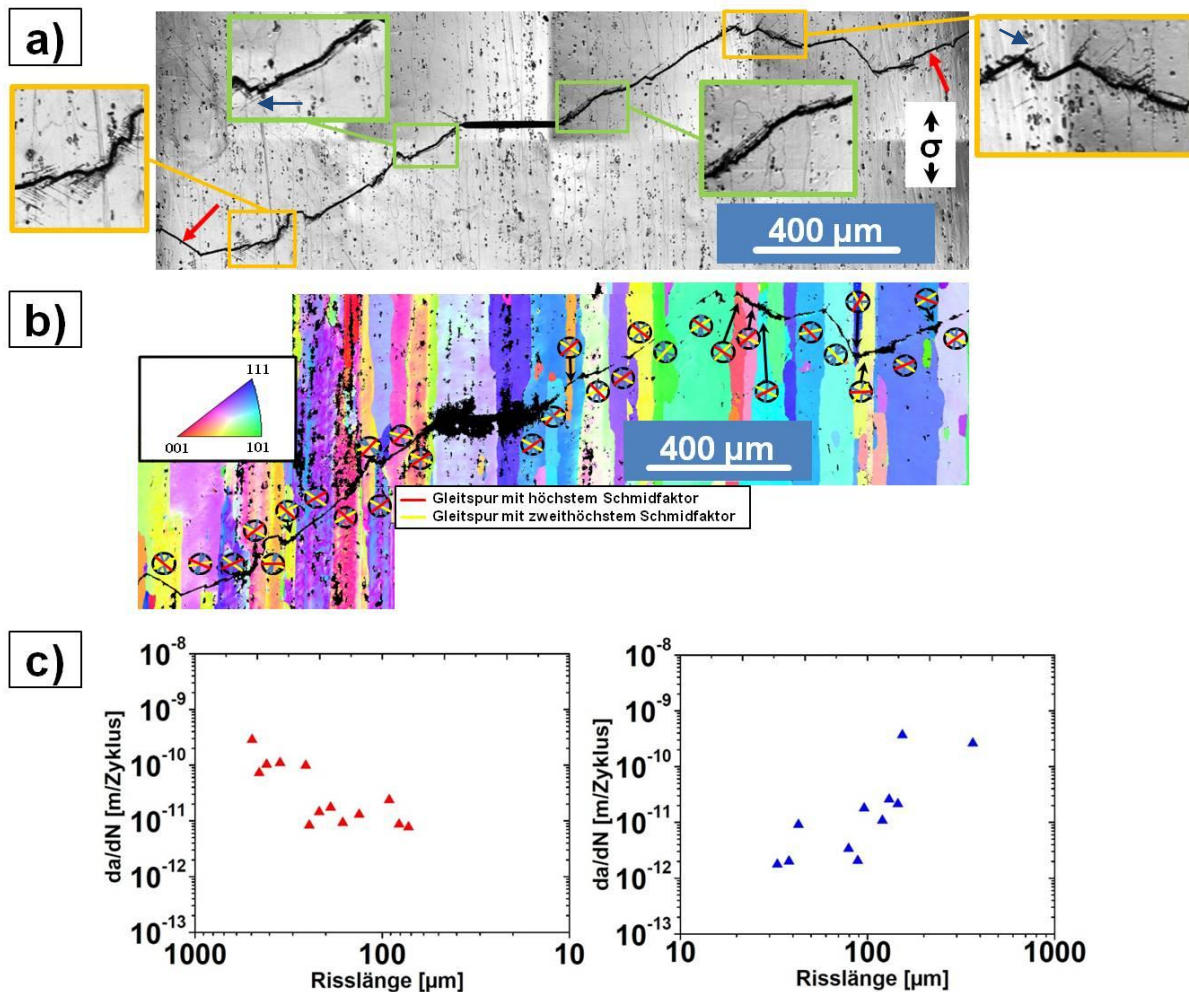 a)
σ
400 µm
b)
111
001
101
400 µm
Gleitspur mit höchstem Schmidfaktor
Gleitspur mit zweithöchstem Schmidfaktor
c)
da/dN [m/Zyklus]
10⁻⁸
10⁻⁹
10⁻¹⁰
10⁻¹¹
10⁻¹²
10⁻¹³
1000
100
10
Risslänge [µm]
da/dN [m/Zyklus]
10⁻⁸
10⁻⁹
10⁻¹⁰
10⁻¹¹
10⁻¹²
10⁻¹³
10
100
1000
Risslänge [µm]